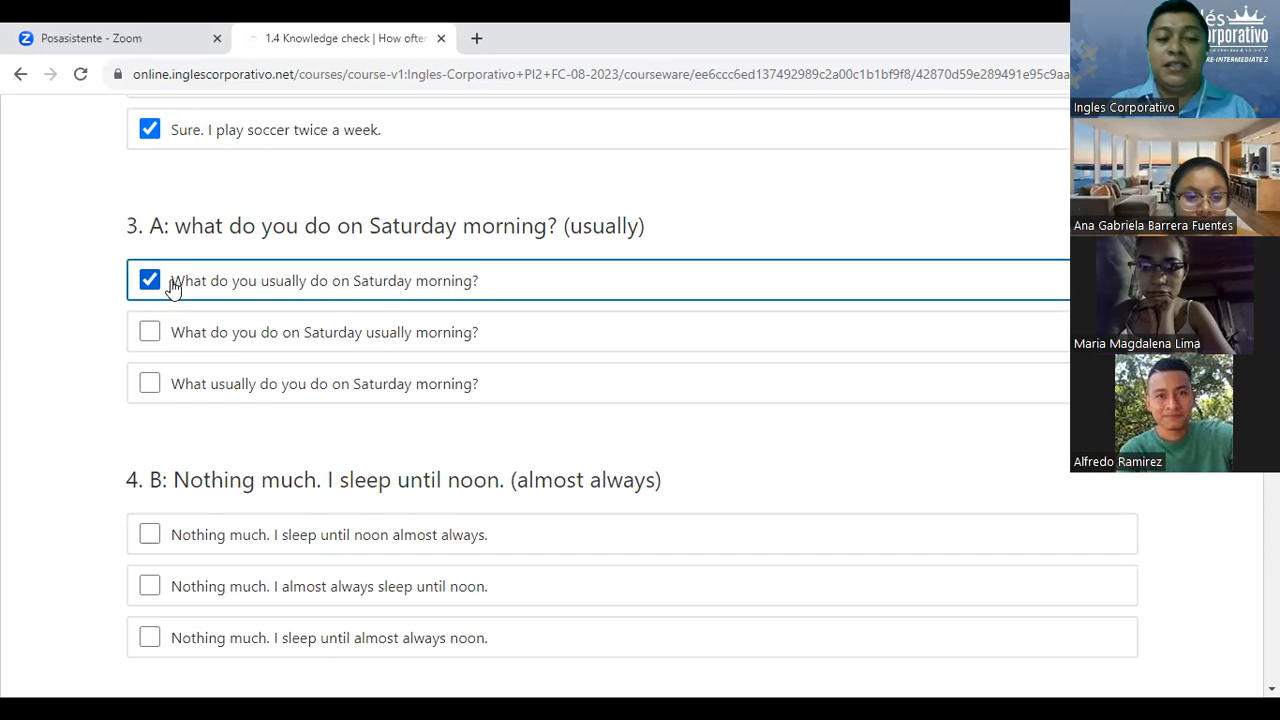 Posasistente - Zoom
1.4 Knowledge check | How ofte
online.inglescorporativo.net/courses/course-v1:Ingles-Corporativo+PI2+FC-08-2023/courseware/ee6ccc6ed137492989c2a00c1b1bf9f8/42870d59e289491e95c9aa
Sure. I play soccer twice a week.
3. A: what do you do on Saturday morning? (usually)
What do you usually do on Saturday morning?
What do you do on Saturday usually morning?
What usually do you do on Saturday morning?
4. B: Nothing much. I sleep until noon. (almost always)
Nothing much. I sleep until noon almost always.
Nothing much. I almost always sleep until noon.
Nothing much. I sleep until almost always noon.
Ingles Corporativo
Ana Gabriela Barrera Fuentes
Maria Magdalena Lima
Alfredo Ramirez